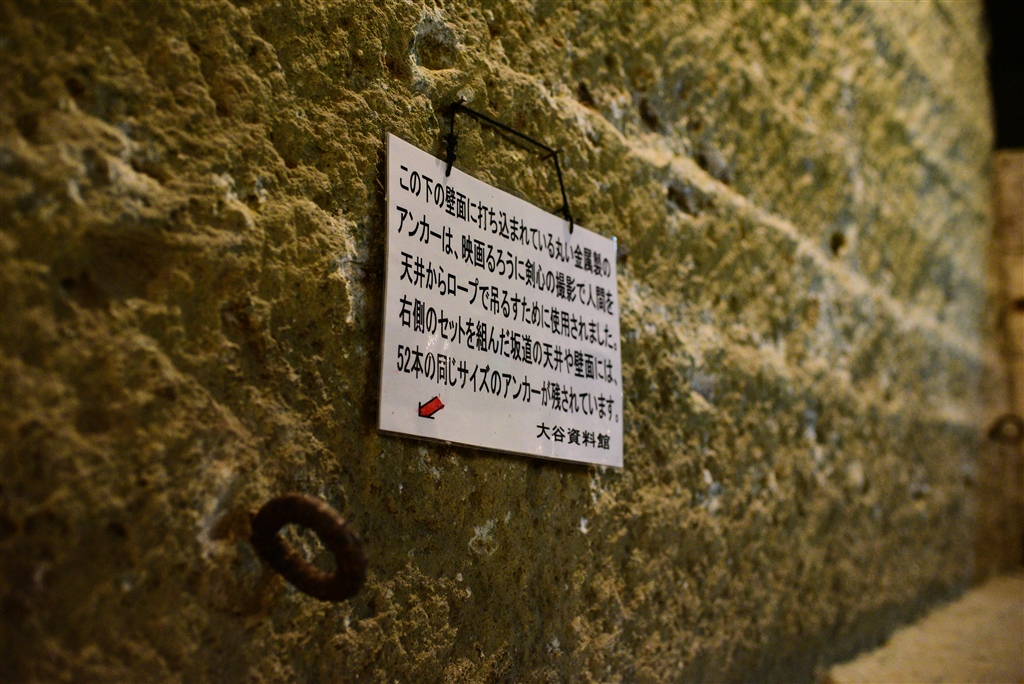 この下の壁面に打ち込まれている丸い金属製の
アンカーは、映画るろうに剣心の撮影で人間を
天井からロープで吊るすために使用されました。
右側のセットを組んだ坂道の天井や壁面には、
52本の同じサイズのアンカーが残されています。
大谷資料館